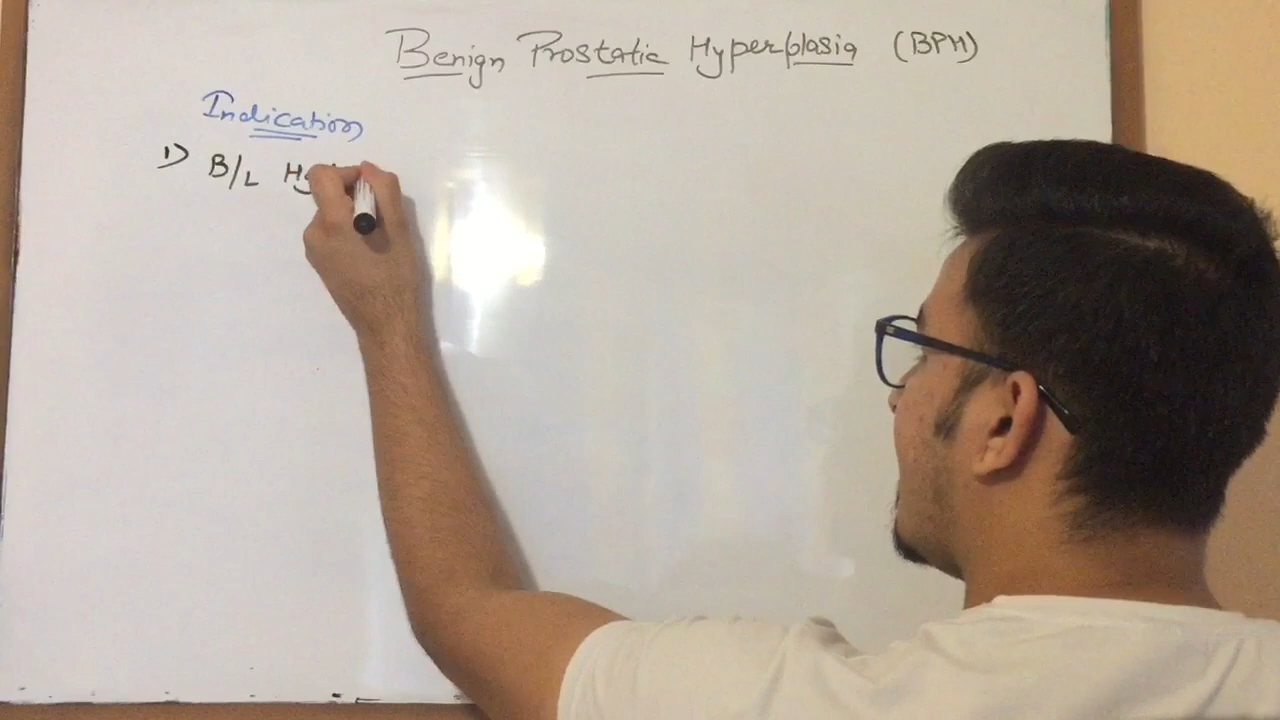 Benign Prostatic Hyperplasia (BPH)
Indication
1) B/L